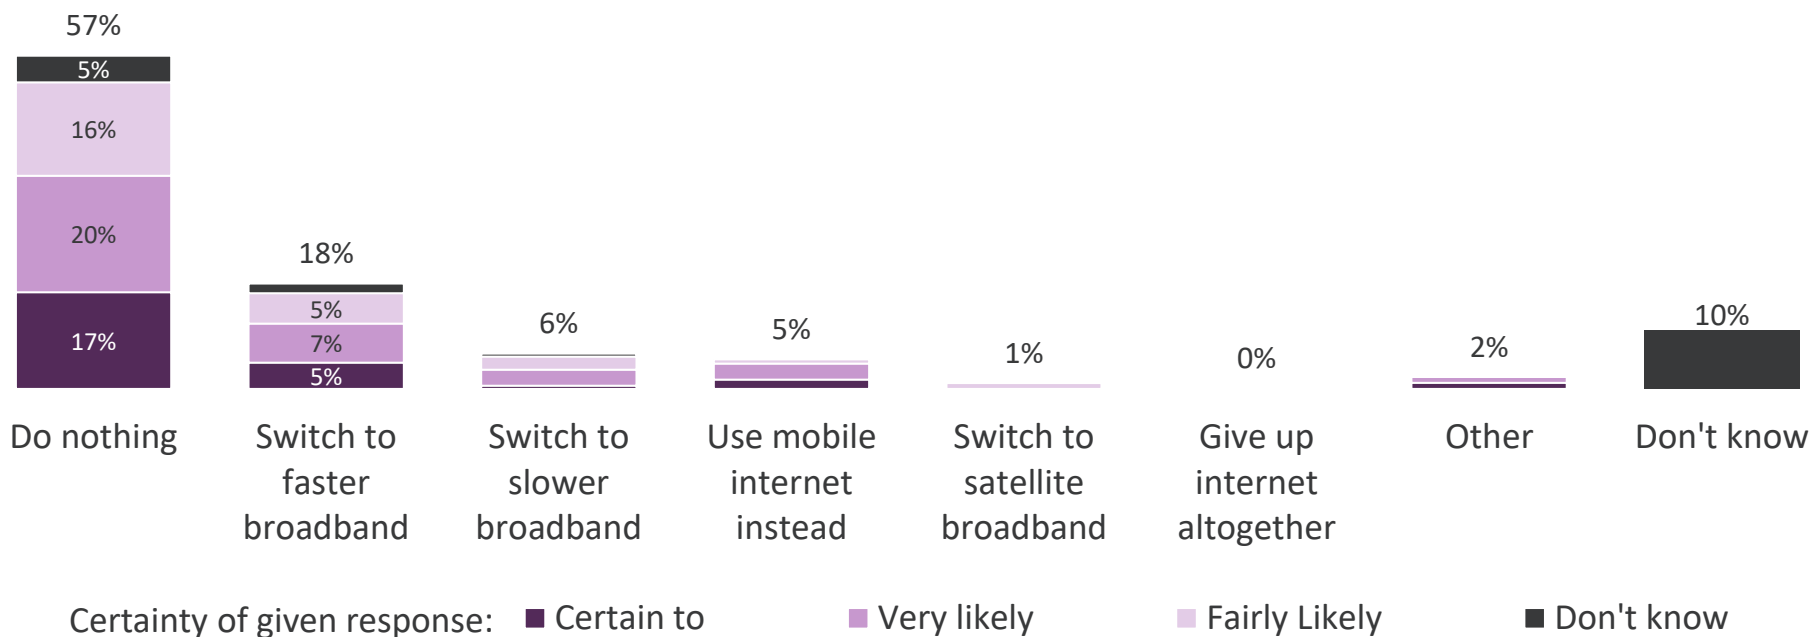 57%
5%
16%
20%
17%
18%
5%
7%
5%
6%
5%
1%
0%
2%
10%
Do nothing
Switch to
faster
broadband
Switch to
slower
broadband
Use mobile
internet
instead
Switch to
satellite
broadband
Give up
internet
altogether
Other
Don't know
Certainty of given response:
Certain to
Very likely
Fairly Likely
Don't know